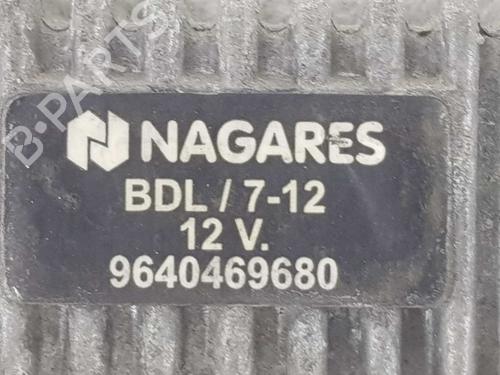 NAGARES
BDL / 7-12
12 V.
9640469680
B-PARTS